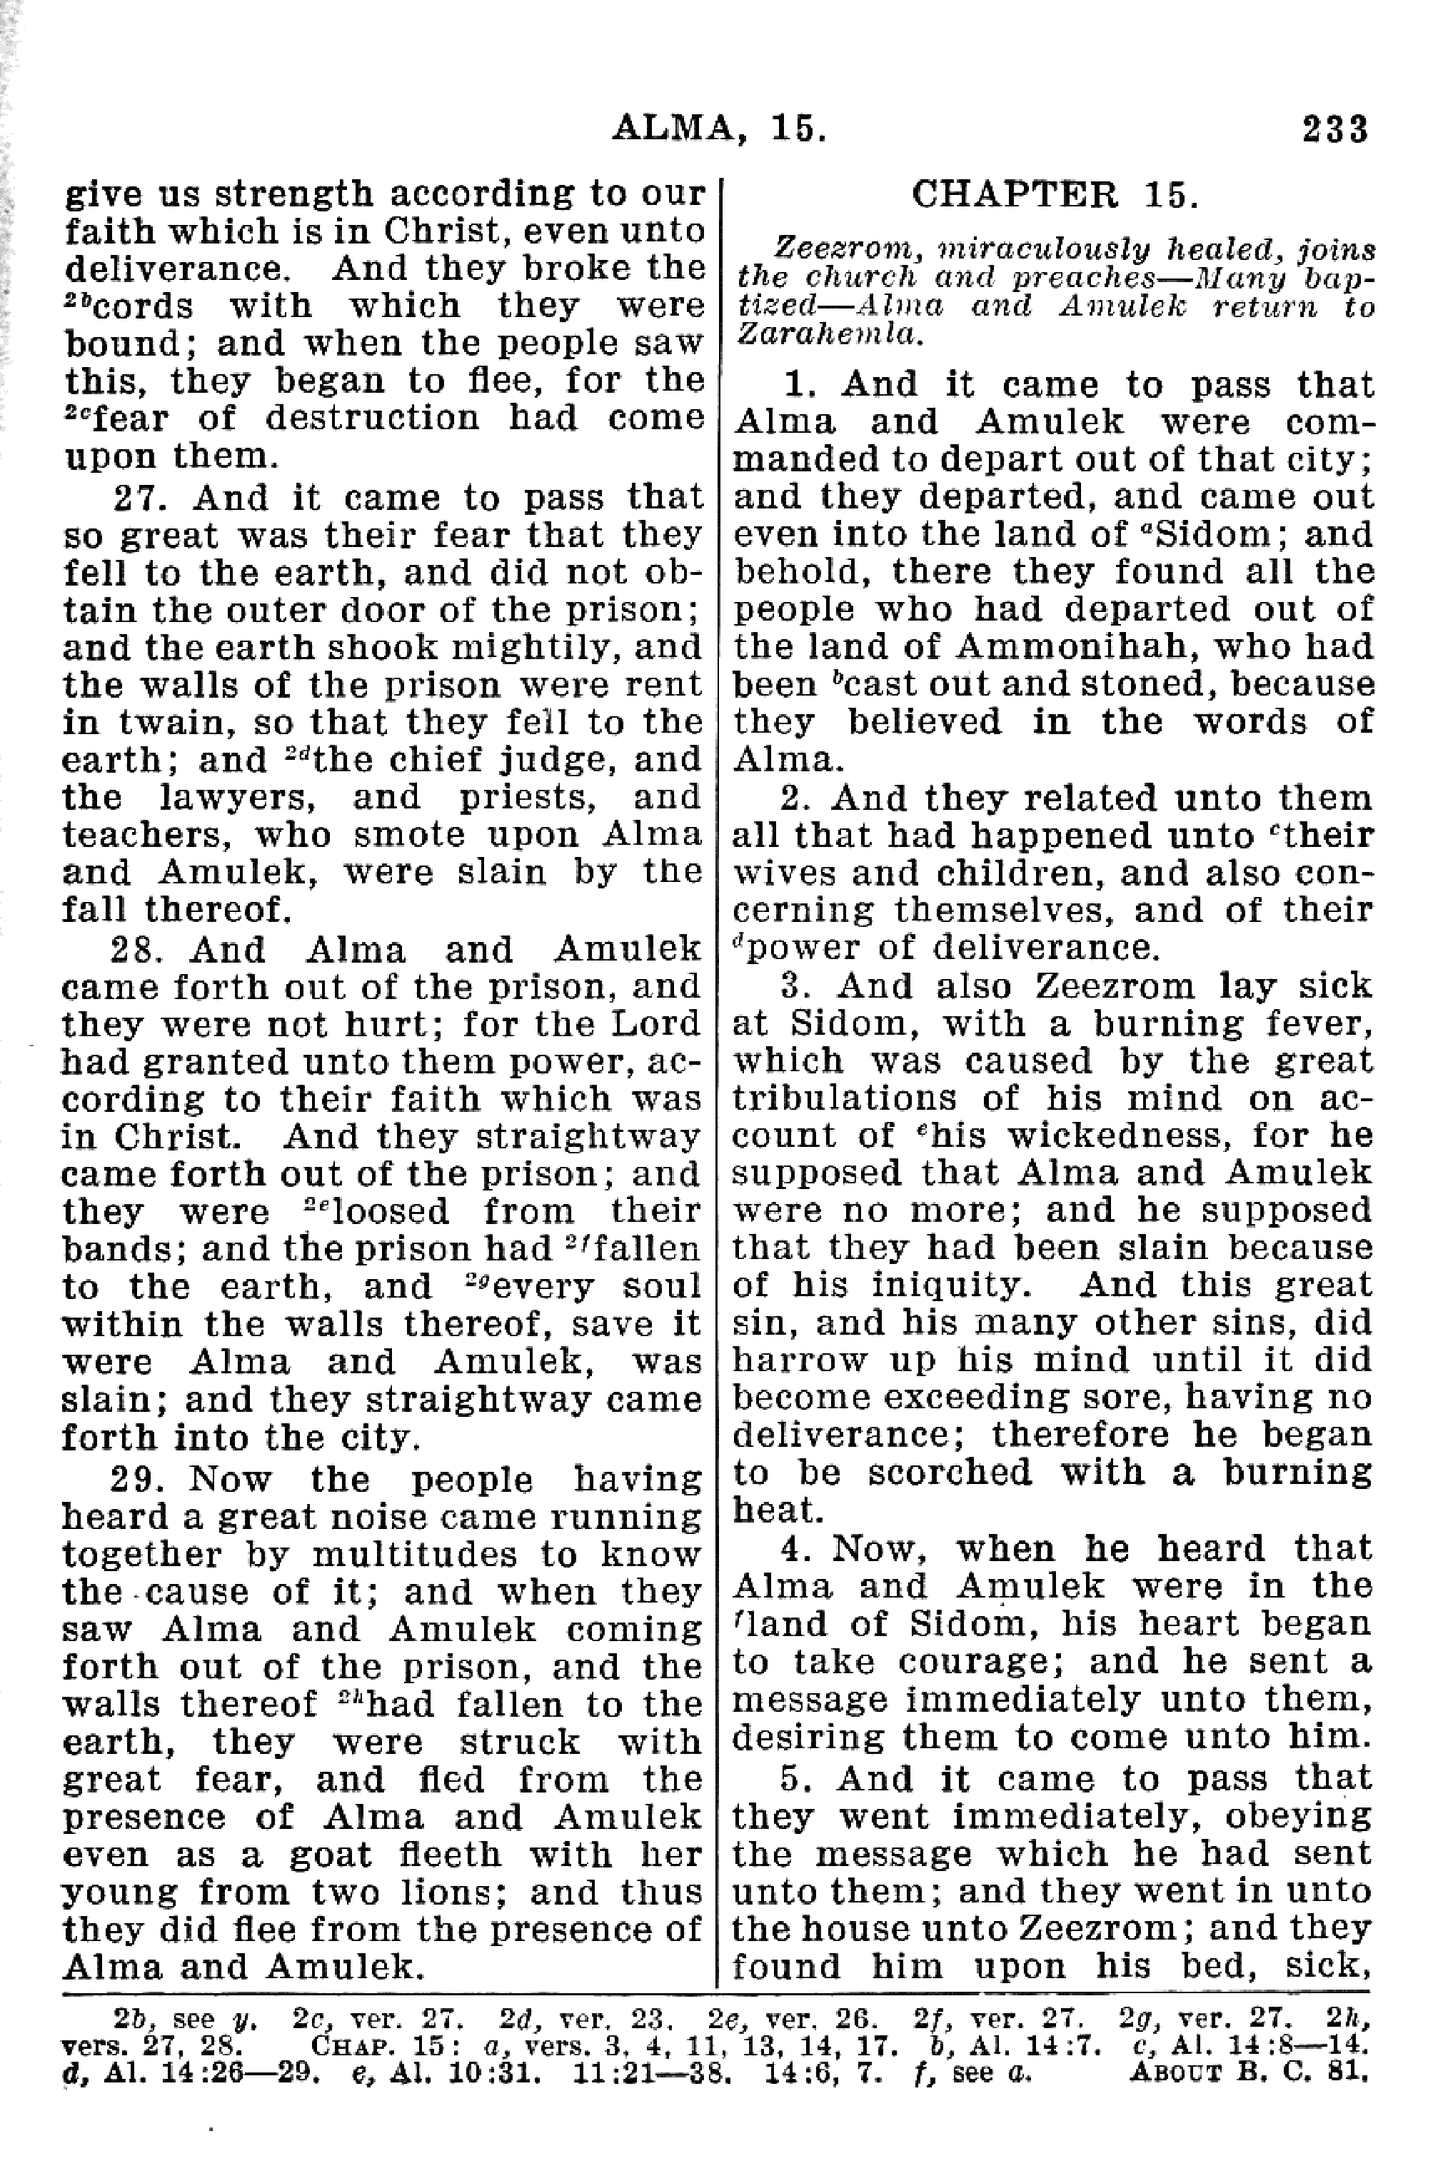 ALMA, 15.
233
give us strength according to our
faith which is in Christ, even unto
deliverance. And they broke the
2bcords with which they were
bound; and when the people saw
this, they began to flee, for the
2cfear of destruction had come
upon them.
27. And it came to pass that
so great was their fear that they
fell to the earth, and did not ob-
tain the outer door of the prison;
and the earth shook mightily, and
the walls of the prison were rent
in twain, so that they fell to the
earth; and 2dthe chief judge, and
the lawyers, and priests, and
teachers, who smote upon Alma
and Amulek, were slain by the
fall thereof.
28. And Alma and Amulek
came forth out of the prison, and
they were not hurt; for the Lord
had granted unto them power, ac-
cording to their faith which was
in Christ. And they straightway
came forth out of the prison; and
they were 2eloosed from their
bands; and the prison had 2ffallen
to the earth, and 2gevery soul
within the walls thereof, save it
were Alma and Amulek, was
slain; and they straightway came
forth into the city.
29. Now the people having
heard a great noise came running
together by multitudes to know
the cause of it; and when they
saw Alma and Amulek coming
forth out of the prison, and the
walls thereof 2hhad fallen to the
earth, they were struck with
great fear, and fled from the
presence of Alma and Amulek
even as a goat fleeth with her
young from two lions; and thus
they did flee from the presence of
Alma and Amulek.
CHAPTER 15.
Zeezrom, miraculously healed, joins
the church and preaches—Many bap-
tized—Alma and Amulek return to
Zarahemla.
1. And it came to pass that
Alma and Amulek were com-
manded to depart out of that city;
and they departed, and came out
even into the land of aSidom; and
behold, there they found all the
people who had departed out of
the land of Ammonihah, who had
been bcast out and stoned, because
they believed in the words of
Alma.
2. And they related unto them
all that had happened unto ctheir
wives and children, and also con-
cerning themselves, and of their
dpower of deliverance.
3. And also Zeezrom lay sick
at Sidom, with a burning fever,
which was caused by the great
tribulations of his mind on ac-
count of ehis wickedness, for he
supposed that Alma and Amulek
were no more; and he supposed
that they had been slain because
of his iniquity. And this great
sin, and his many other sins, did
harrow up his mind until it did
become exceeding sore, having no
deliverance; therefore he began
to be scorched with a burning
heat.
4. Now, when he heard that
Alma and Amulek were in the
fland of Sidom, his heart began
to take courage; and he sent a
message immediately unto them,
desiring them to come unto him.
5. And it came to pass that
they went immediately, obeying
the message which he had sent
unto them; and they went in unto
the house unto Zeezrom; and they
found him upon his bed, sick,
2b, see y. 2c, ver. 27. 2d, ver. 23. 2e, ver. 26. 2f, ver. 27. 2g, ver. 27. 2h,
vers. 27, 28. CHAP. 15: a, vers. 3, 4, 11, 13, 14, 17. b, Al. 14:7. c, Al. 14:8—14.
d, Al. 14:26—29. e, Al. 10:31. 11:21—38. 14:6, 7. f, see a. ABOUT B. C. 81.